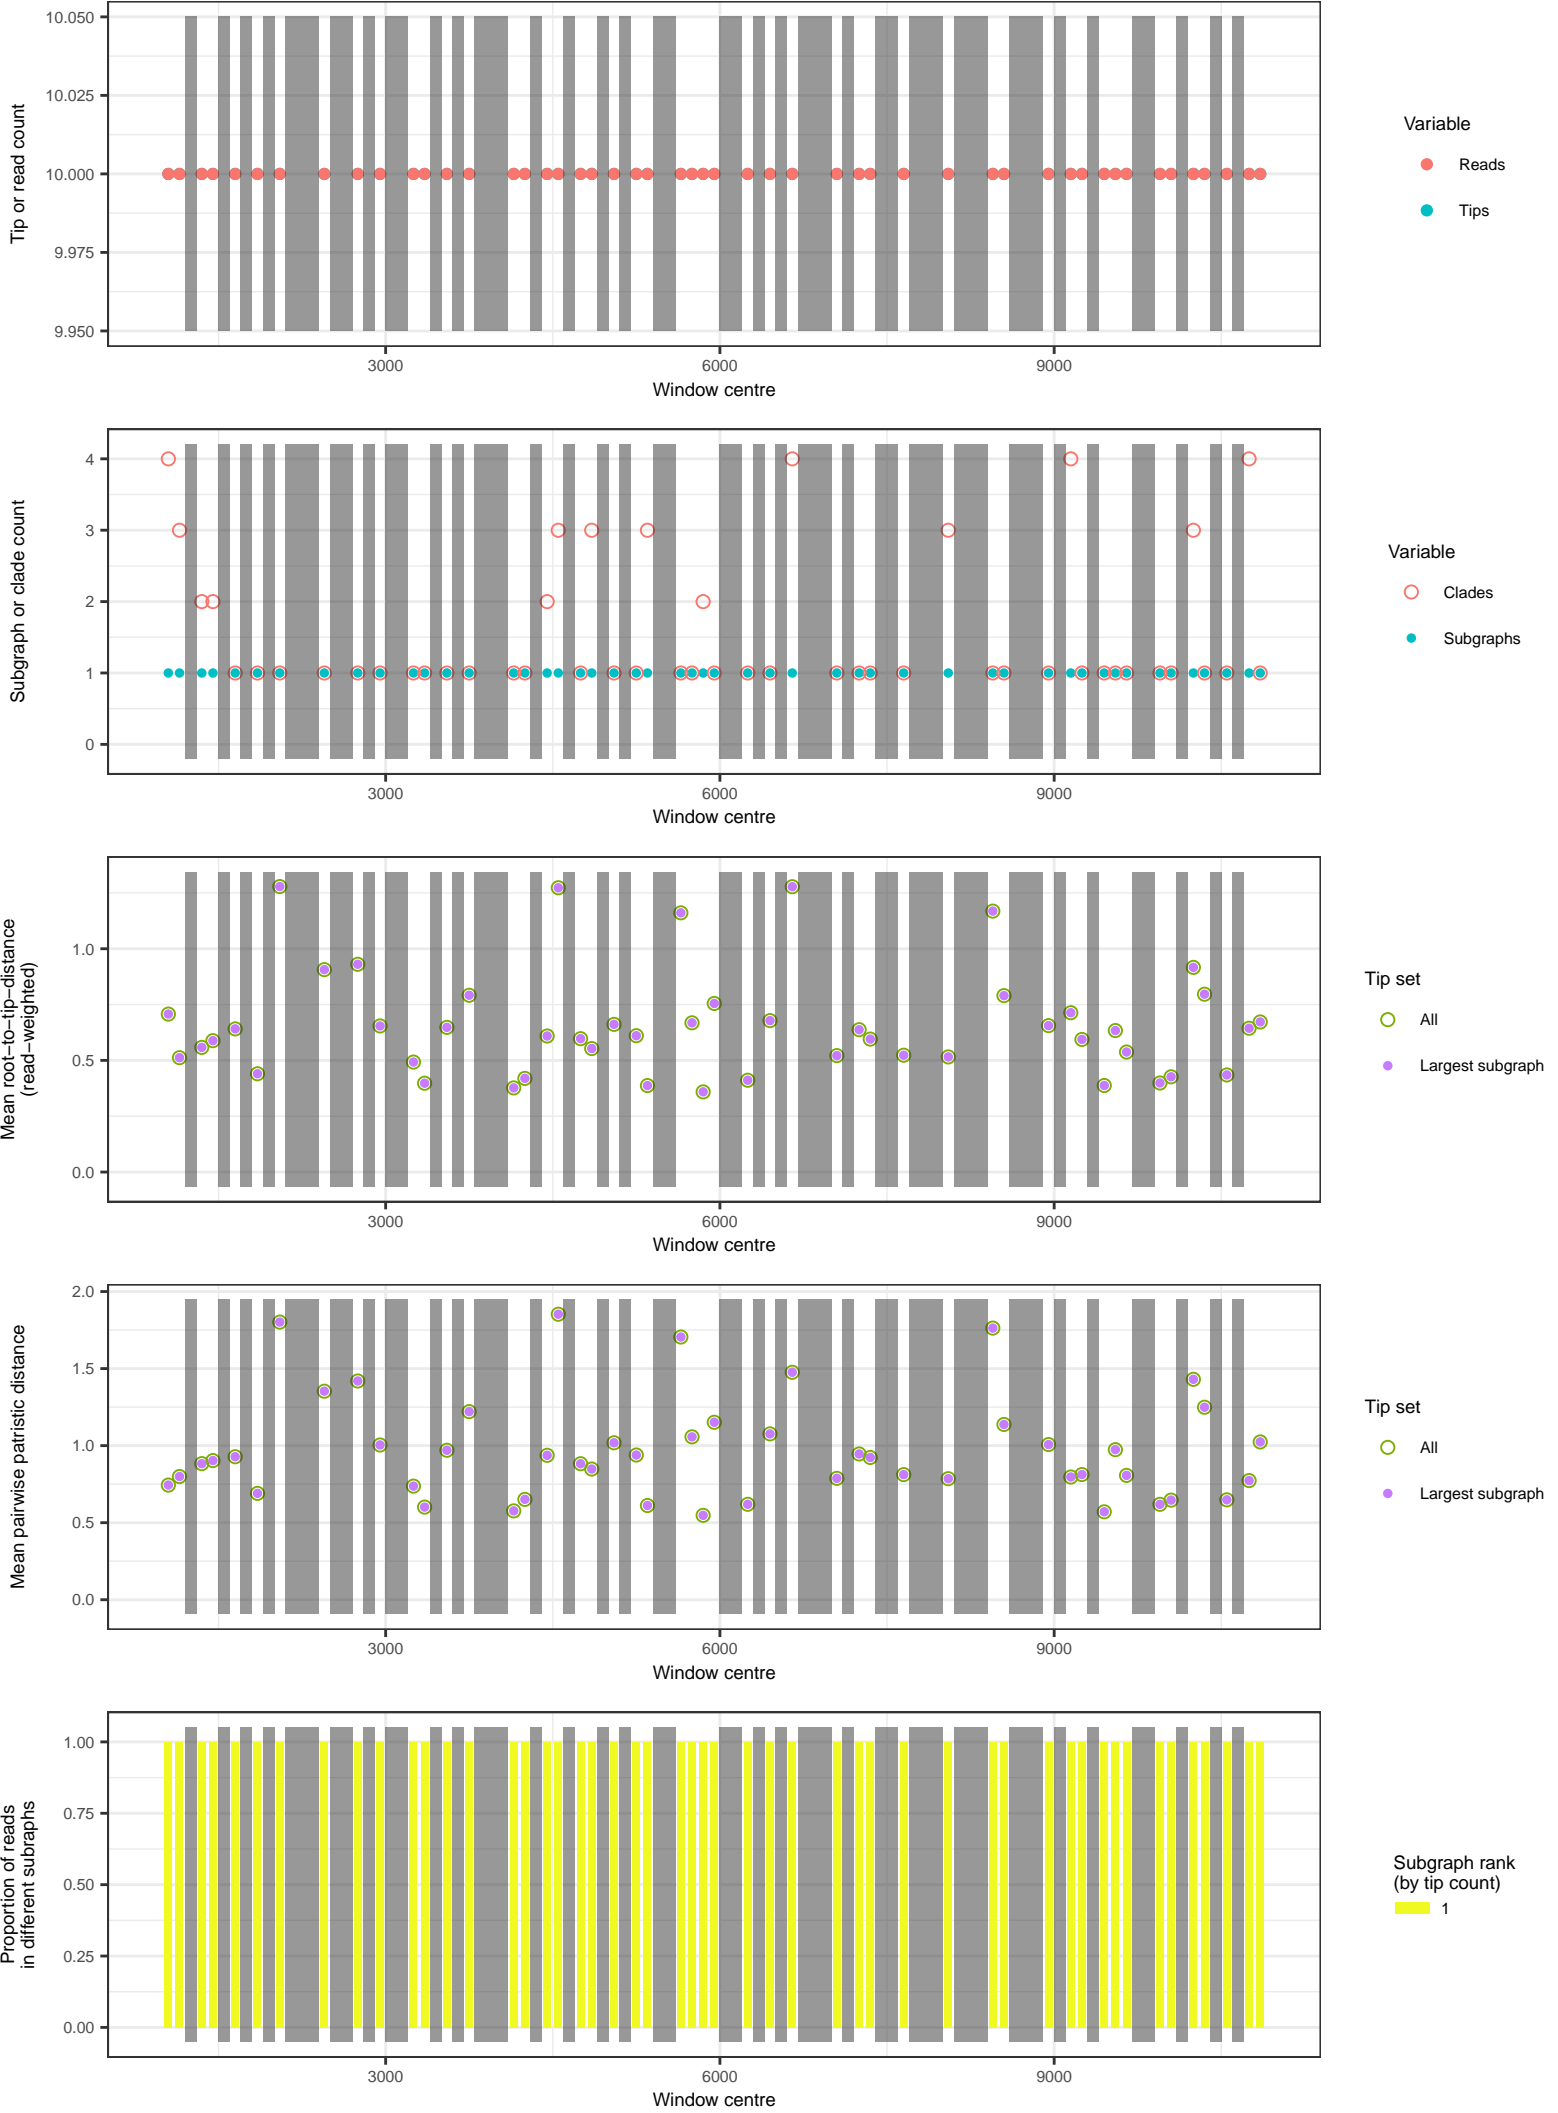 10.050
10.025
10.000
9.975
9.950
Tip or read count
3000
6000
9000
Window centre
Variable
Reads
Tips
4
3
2
1
0
Subgraph or clade count
3000
6000
9000
Window centre
Variable
Clades
Subgraphs
1.0
0.5
0.0
Mean root−to−tip−distance
(read−weighted)
3000
6000
9000
Window centre
Tip set
All
Largest subgraph
2.0
1.5
1.0
0.5
0.0
Mean pairwise patristic distance
3000
6000
9000
Window centre
Tip set
All
Largest subgraph
1.00
0.75
0.50
0.25
0.00
Proportion of reads
in different subraphs
3000
6000
9000
Window centre
Subgraph rank
(by tip count)
1